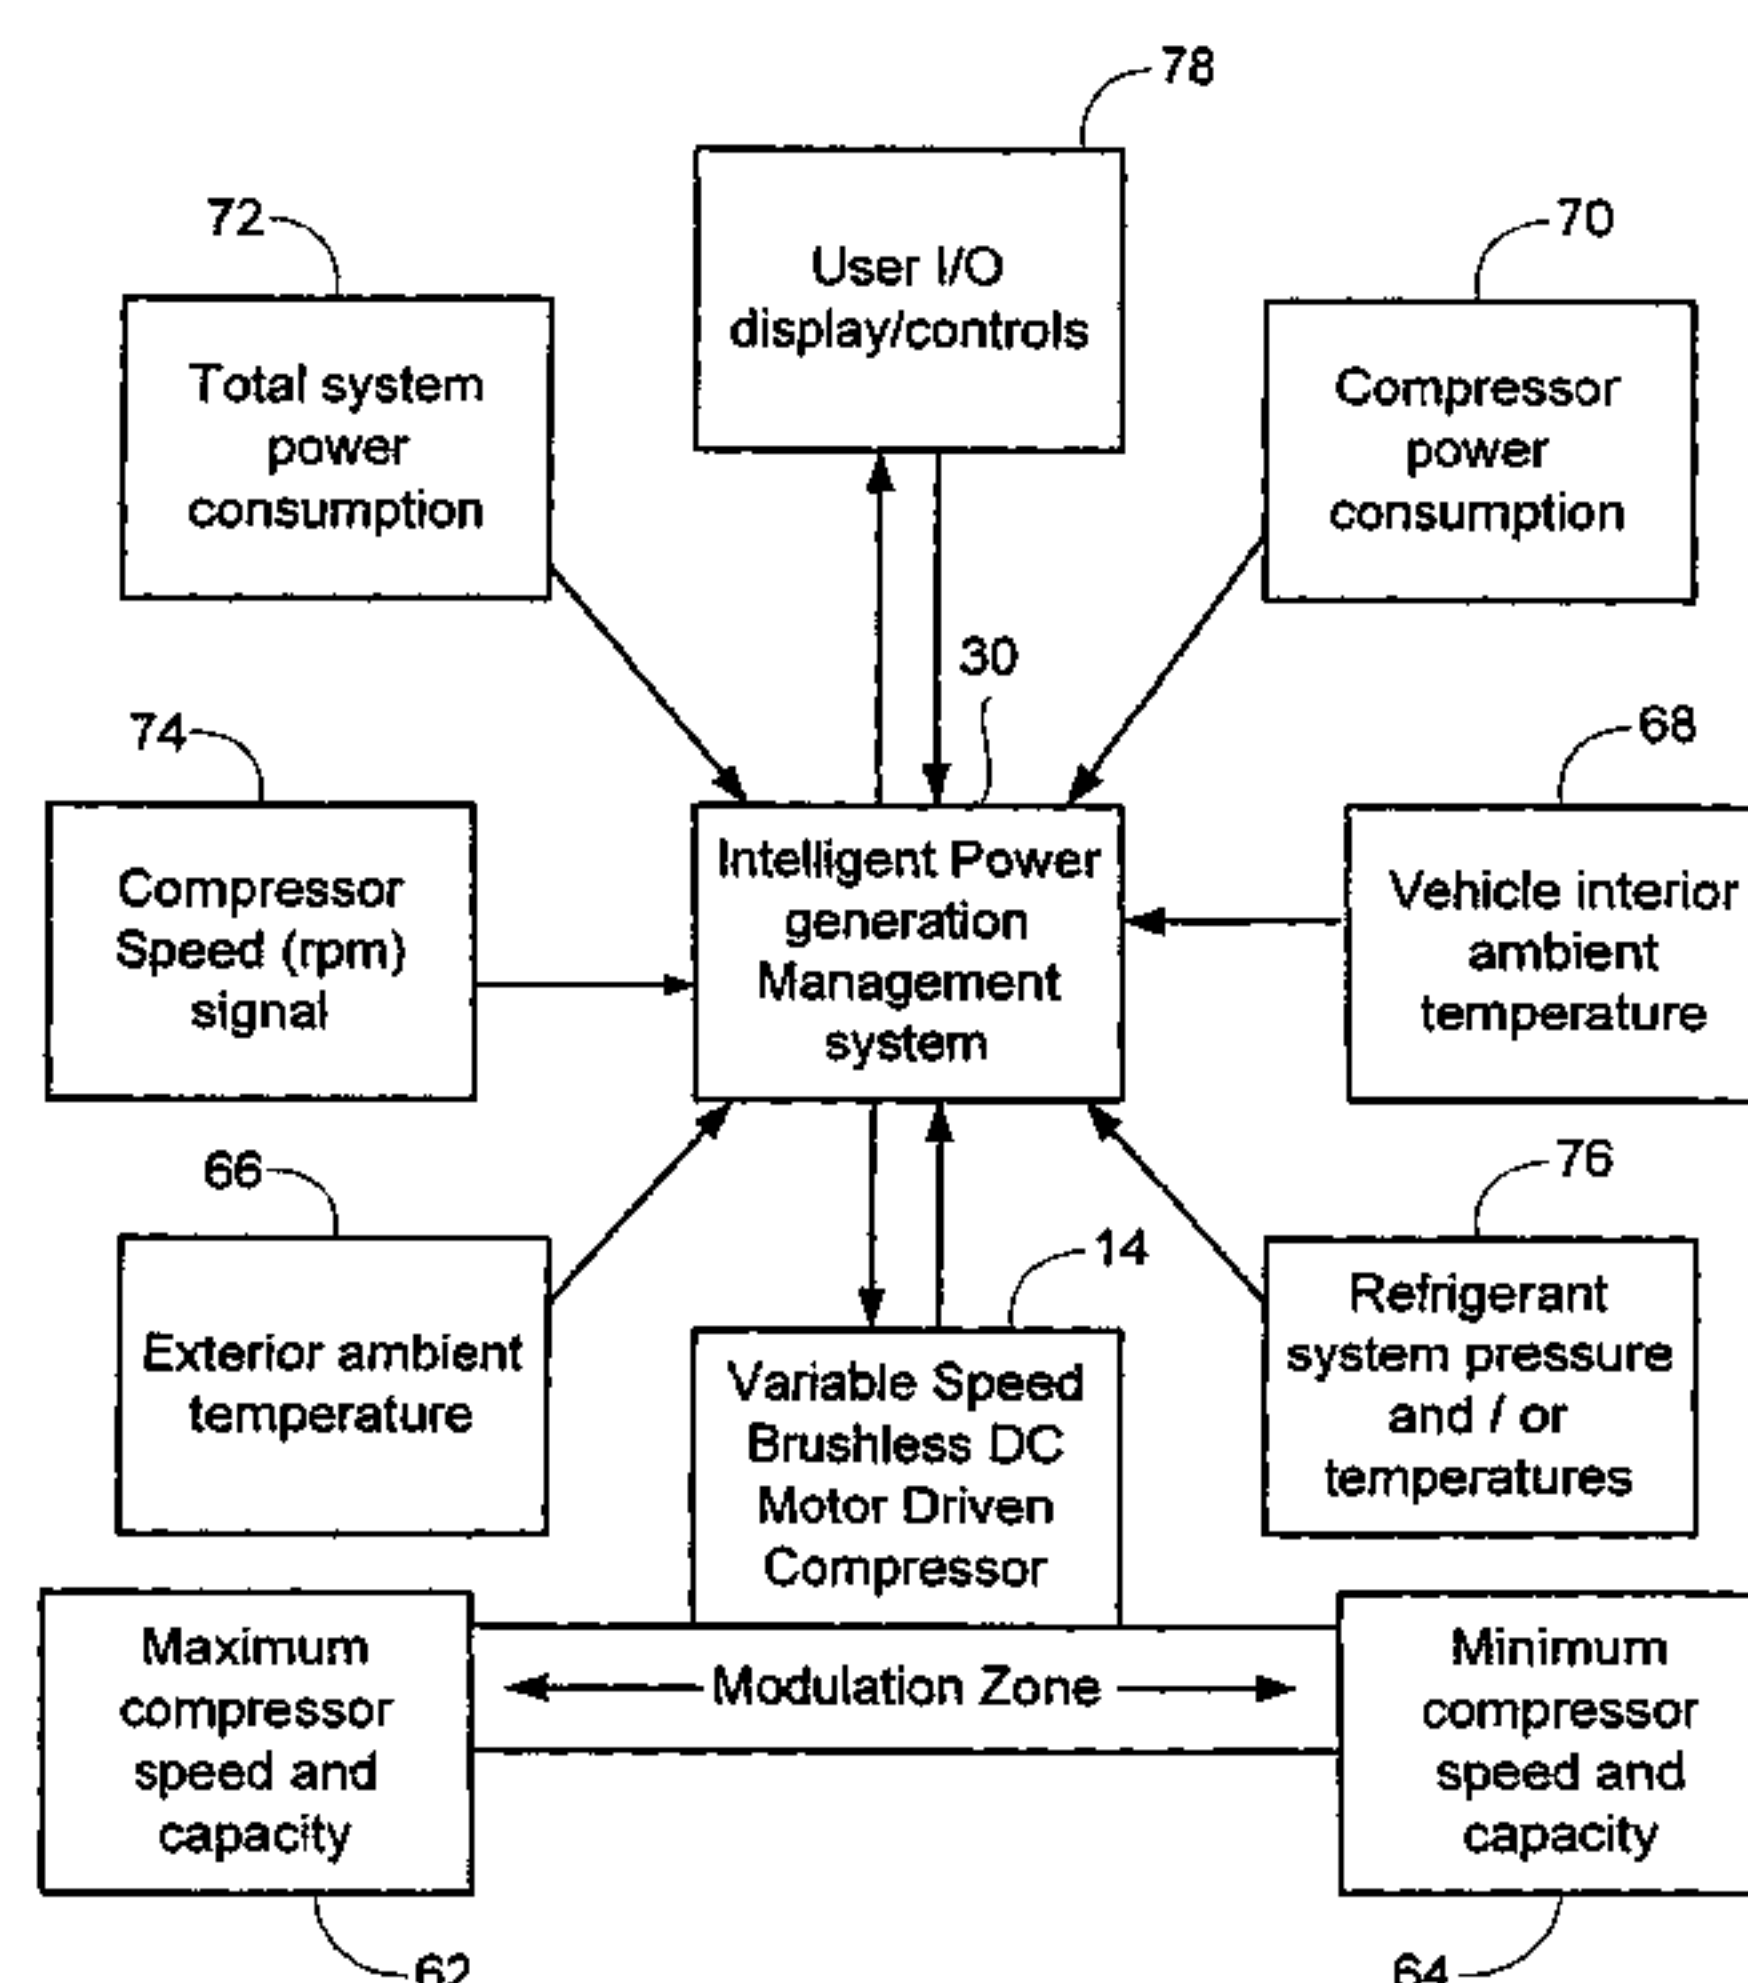 78
72
70
User I/O
display/controls
Total system
power
consumption
Compressor
power
consumption
30
74
68
Intelligent Power
generation
Management
system
Compressor
Speed (rpm)
signal
Vehicle interior
ambient
temperature
66
76
14
Exterior ambient
temperature
Variable Speed
Brushless DC
Motor Driven
Compressor
Refrigerant
system pressure
and / or
temperatures
Maximum
compressor
speed and
capacity
Modulation Zone
Minimum
compressor
speed and
capacity
62
64